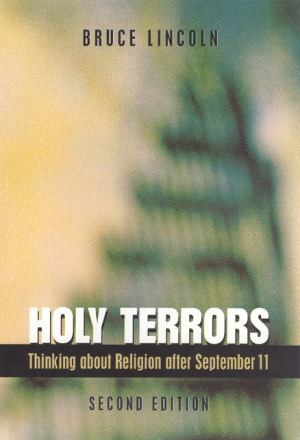 BRUCE LINCOLN
HOLY TERRORS
Thinking about Religion after September 11
SECOND EDITION